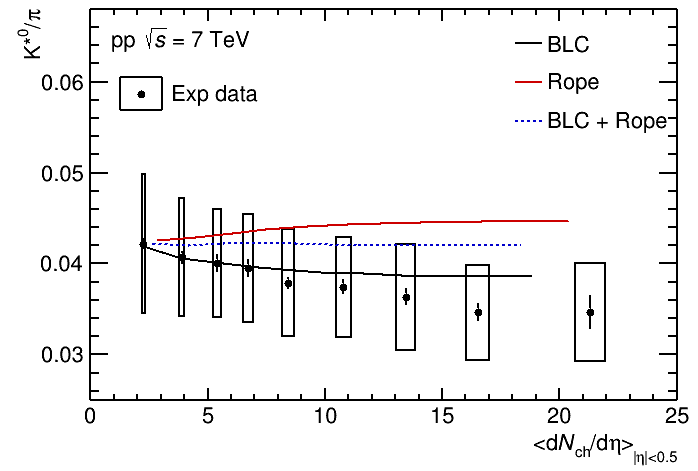 K*⁰/π
pp √s = 7 TeV
Exp data
BLC
Rope
BLC + Rope
0.06
0.05
0.04
0.03
0 5 10 15 20 25
<dN_ch/dη>_|η|<0.5